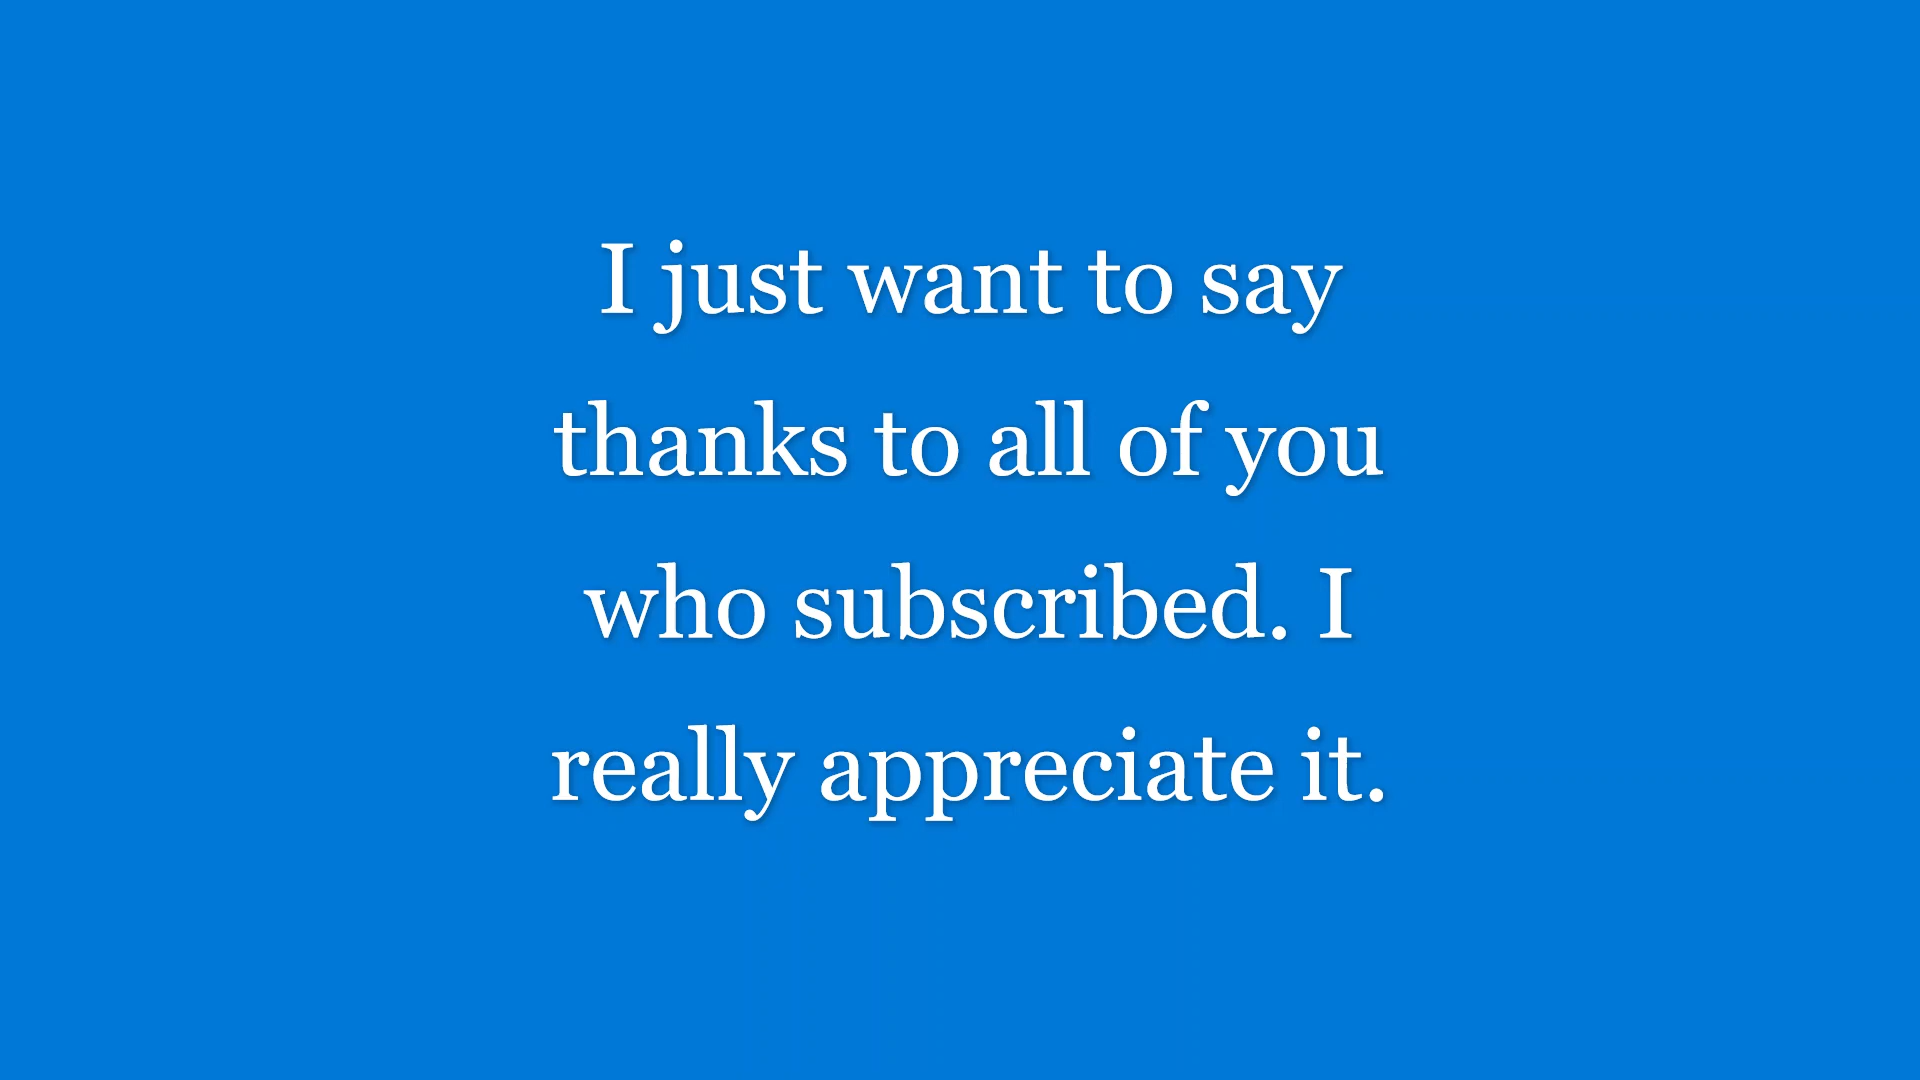 I just want to say
thanks to all of you
who subscribed. I
really appreciate it.